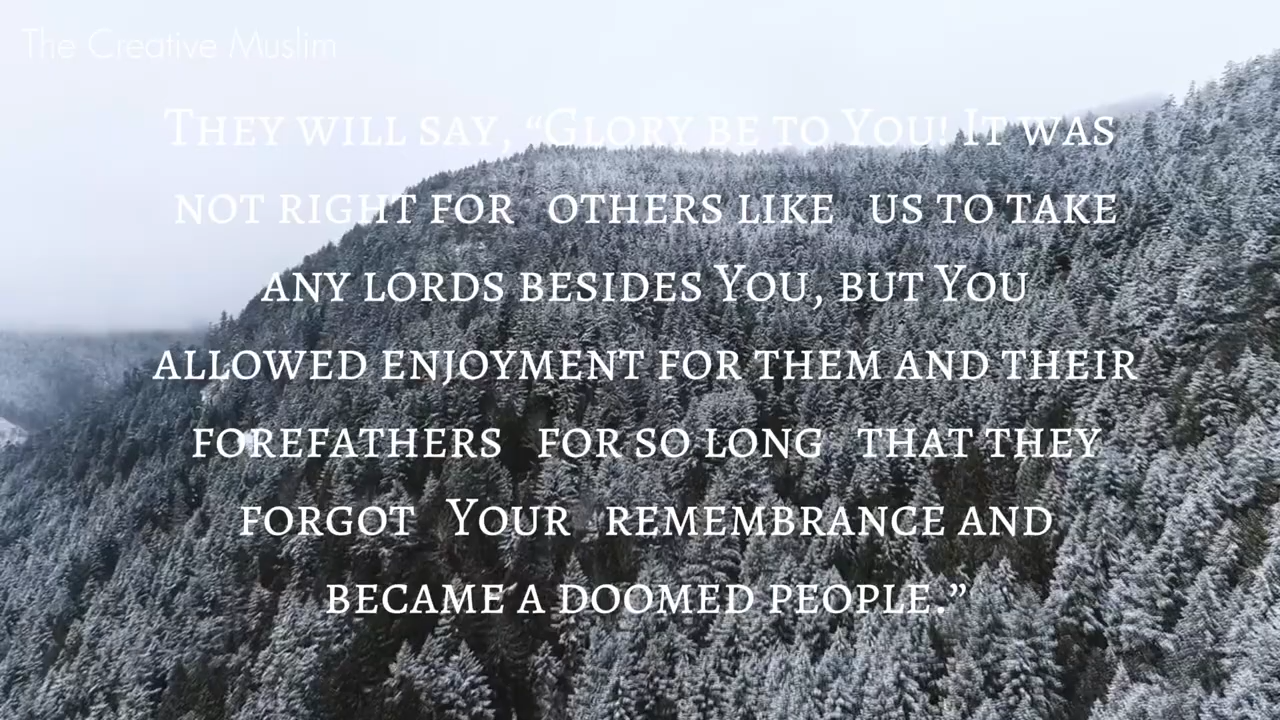 The Creative Muslim
They will say, “Glory be to You! It was
not right for others like us to take
any lords besides You, but You
allowed enjoyment for them and their
forefathers for so long that they
forgot Your remembrance and
became a doomed people.”